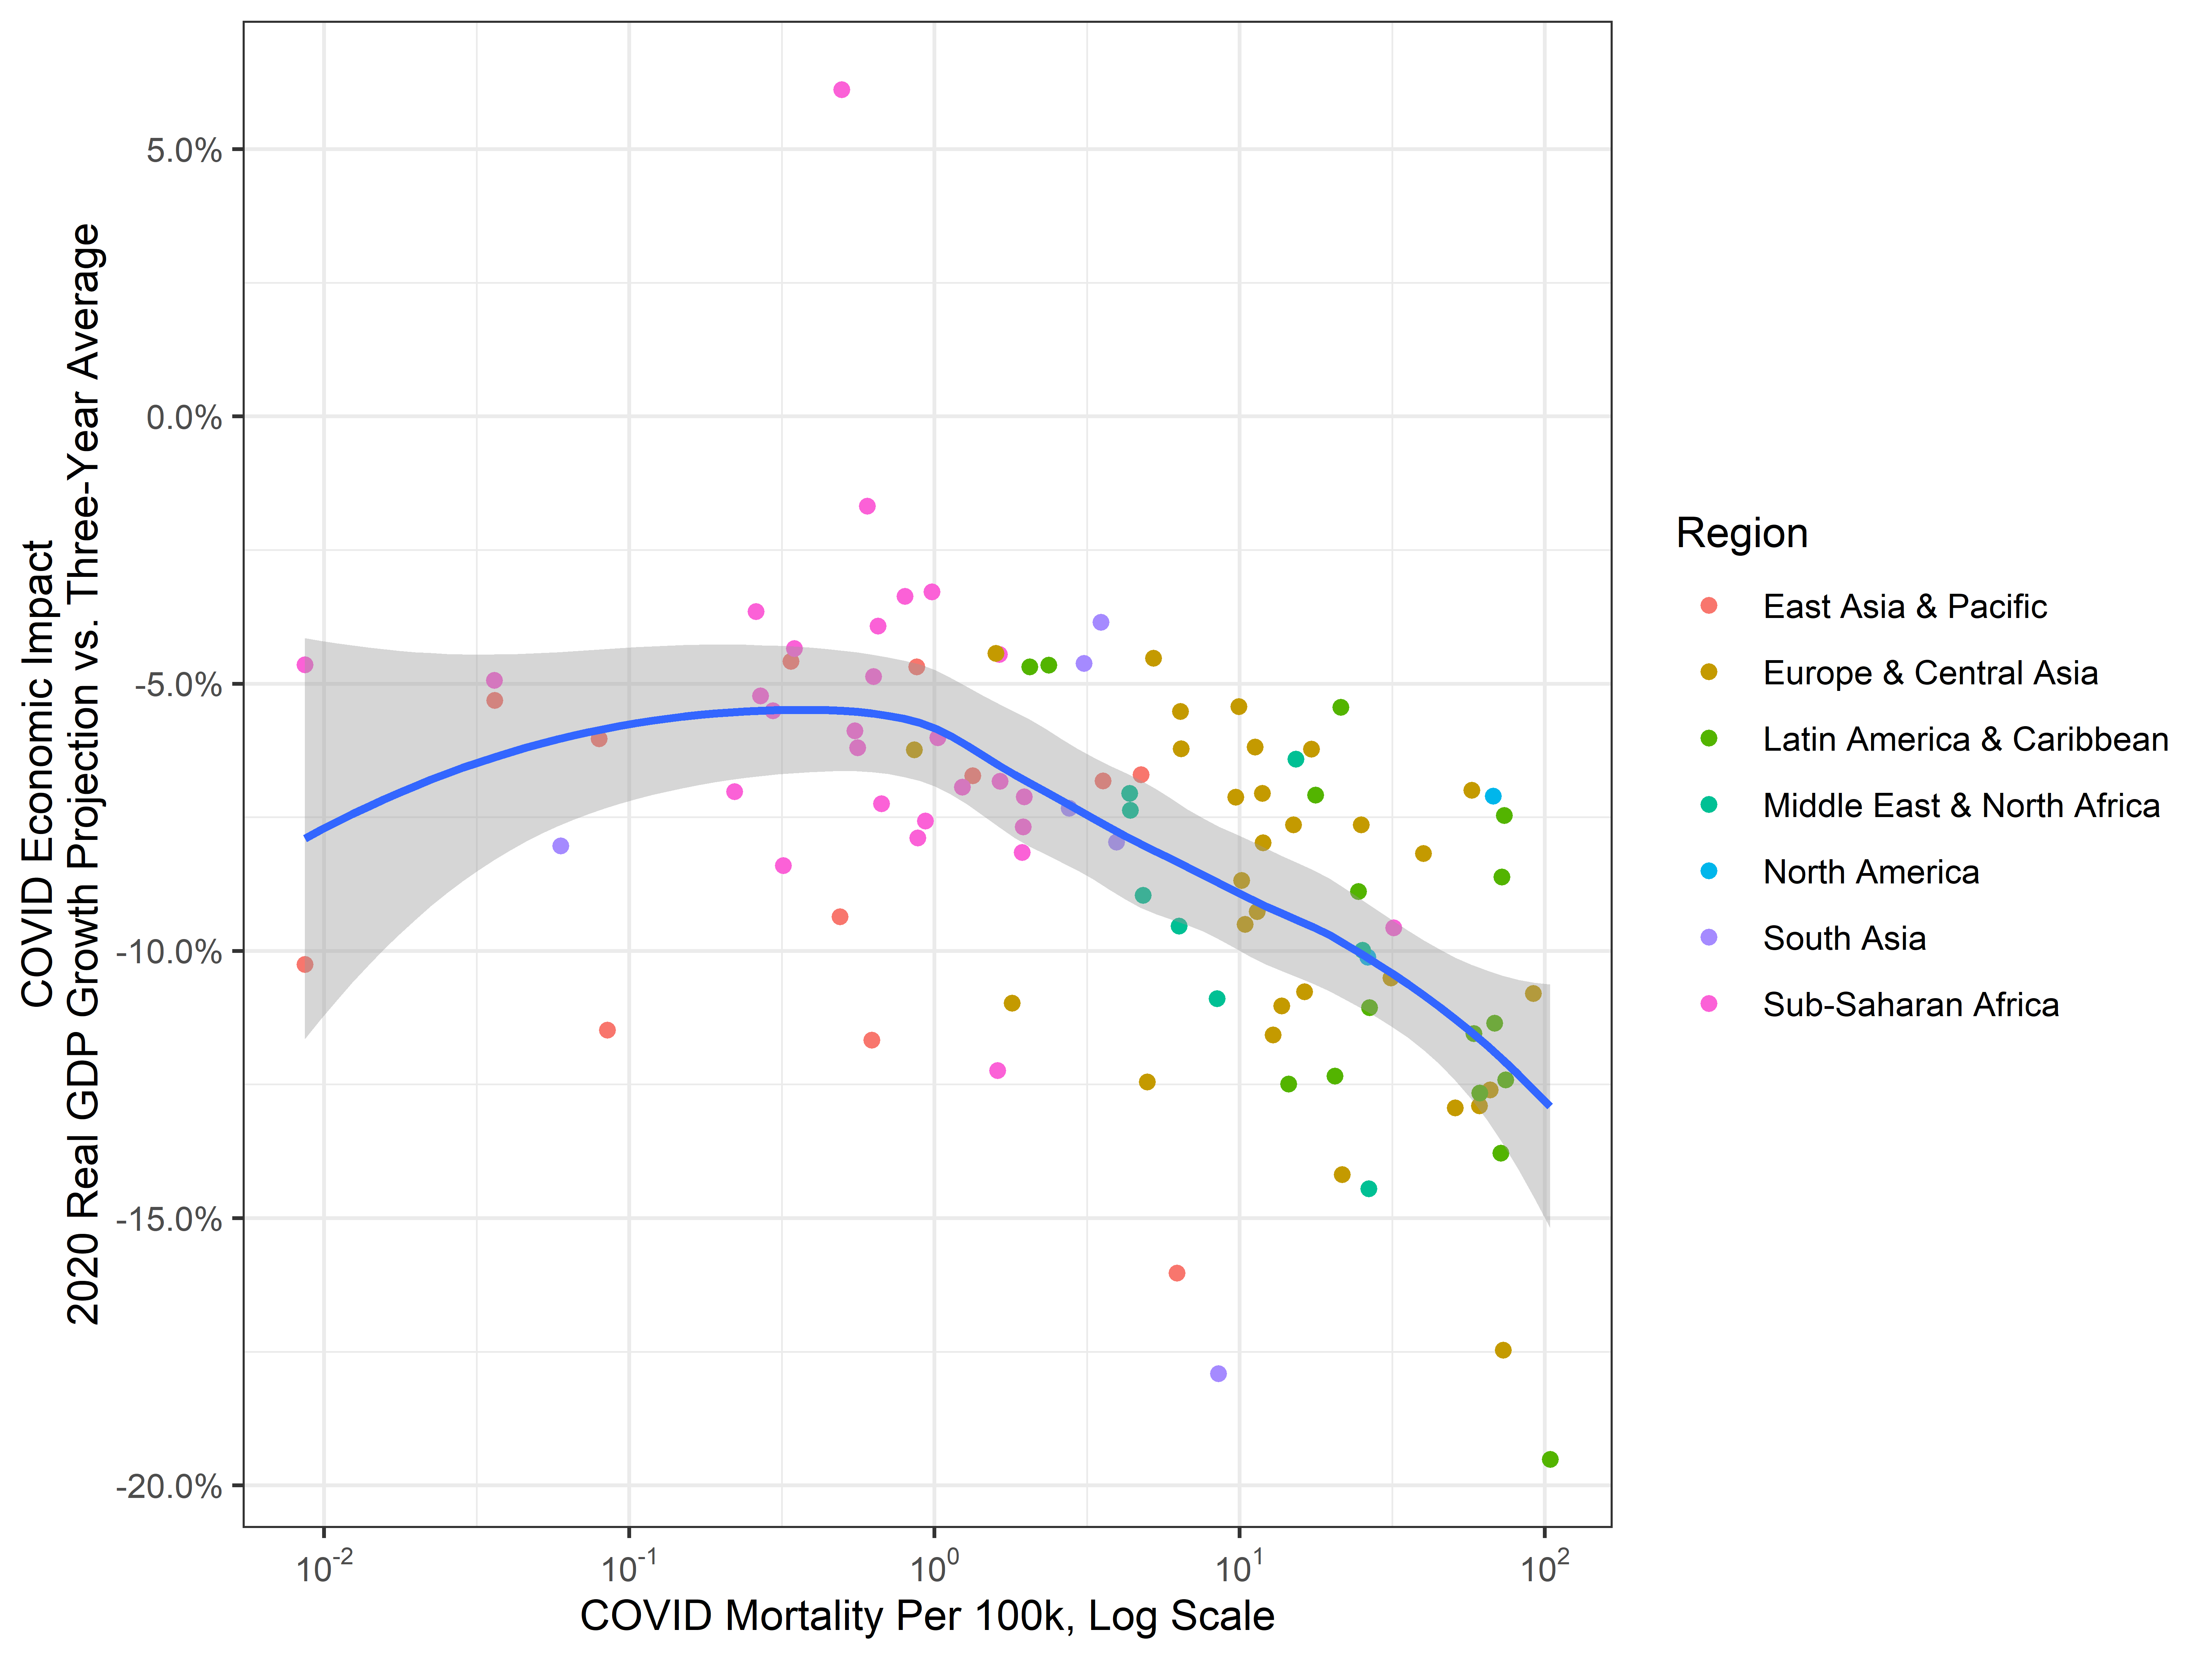 COVID Economic Impact
2020 Real GDP Growth Projection vs. Three-Year Average
5.0%
0.0%
-5.0%
-10.0%
-15.0%
-20.0%
10-2
10-1
100
101
102
COVID Mortality Per 100k, Log Scale
Region
East Asia & Pacific
Europe & Central Asia
Latin America & Caribbean
Middle East & North Africa
North America
South Asia
Sub-Saharan Africa